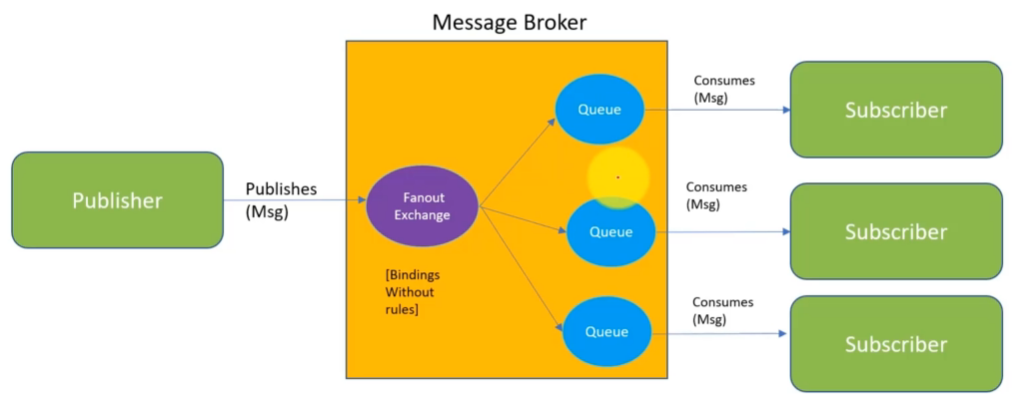 Message Broker
Publisher
Publishes
(Msg)
Fanout
Exchange
[Bindings
Without
rules]
Queue
Queue
Queue
Consumes
(Msg)
Consumes
(Msg)
Consumes
(Msg)
Subscriber
Subscriber
Subscriber